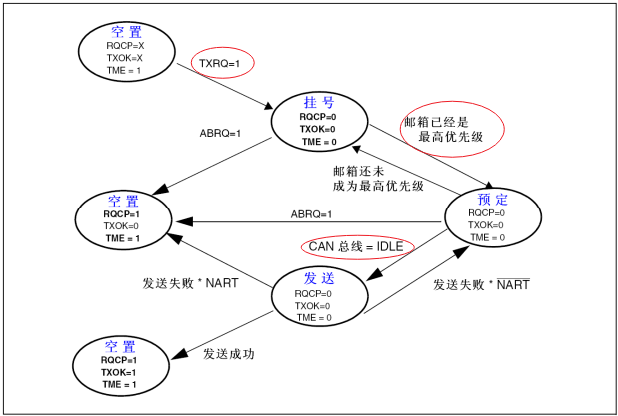 空置
RQCP=X
TXOK=X
TME = 1
TXRQ=1
挂号
RQCP=0
TXOK=0
TME = 0
邮箱已经是
最高优先级
ABRQ=1
邮箱还未
成为最高优先级
空置
RQCP=1
TXOK=0
TME = 1
ABRQ=1
预定
RQCP=0
TXOK=0
TME = 0
CAN 总线 = IDLE
发送失败 * NART
发送
RQCP=0
TXOK=0
TME = 0
发送失败 * N̅A̅R̅T̅
空置
RQCP=1
TXOK=1
TME = 1
发送成功